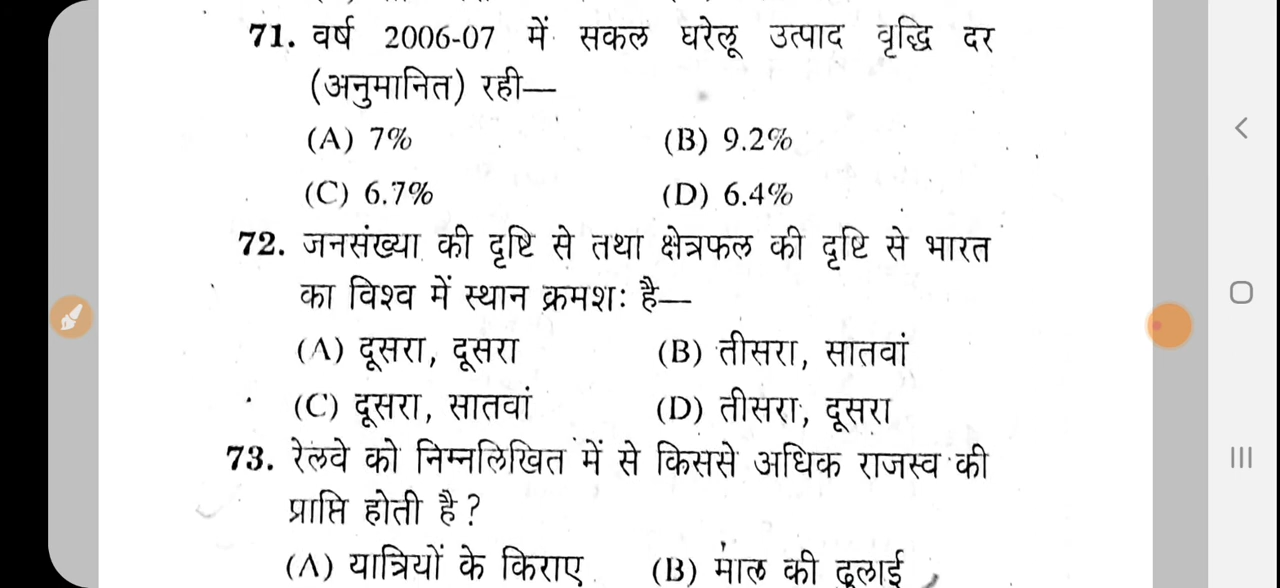 71. वर्ष 2006-07 में सकल घरेलू उत्पाद वृद्धि दर
(अनुमानित) रही—
(A) 7% (B) 9.2%
(C) 6.7% (D) 6.4%
72. जनसंख्या की दृष्टि से तथा क्षेत्रफल की दृष्टि से भारत
का विश्व में स्थान क्रमशः है—
(A) दूसरा, दूसरा (B) तीसरा, सातवां
(C) दूसरा, सातवां (D) तीसरा, दूसरा
73. रेलवे को निम्नलिखित में से किससे अधिक राजस्व की
प्राप्ति होती है?
(A) यात्रियों के किराए (B) माल की ढुलाई